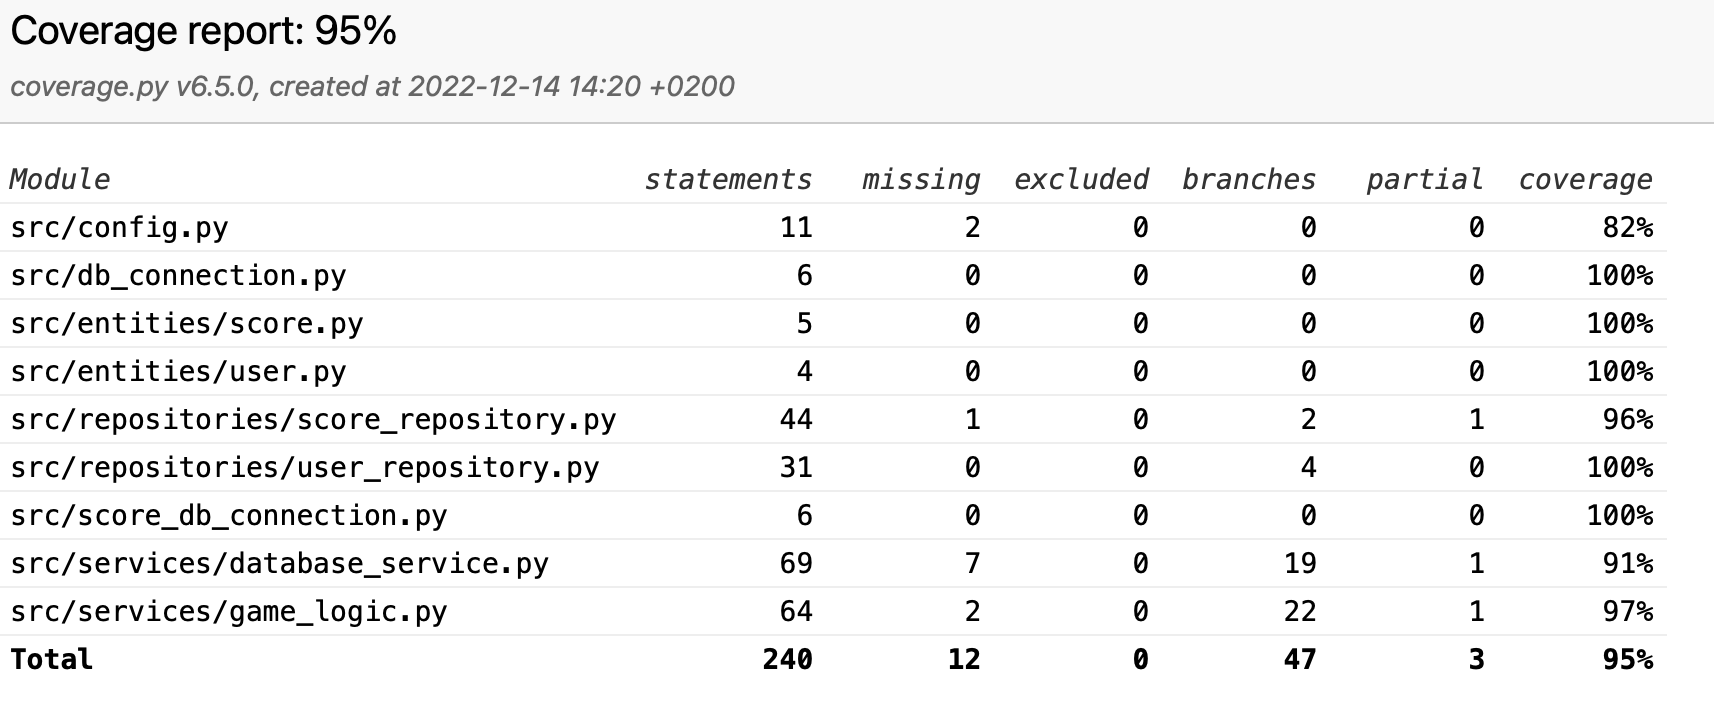 Coverage report: 95%
coverage.py v6.5.0, created at 2022-12-14 14:20 +0200
Module statements missing excluded branches partial coverage
src/config.py 11 2 0 0 0 82%
src/db_connection.py 6 0 0 0 0 100%
src/entities/score.py 5 0 0 0 0 100%
src/entities/user.py 4 0 0 0 0 100%
src/repositories/score_repository.py 44 1 0 2 1 96%
src/repositories/user_repository.py 31 0 0 4 0 100%
src/score_db_connection.py 6 0 0 0 0 100%
src/services/database_service.py 69 7 0 19 1 91%
src/services/game_logic.py 64 2 0 22 1 97%
Total 240 12 0 47 3 95%